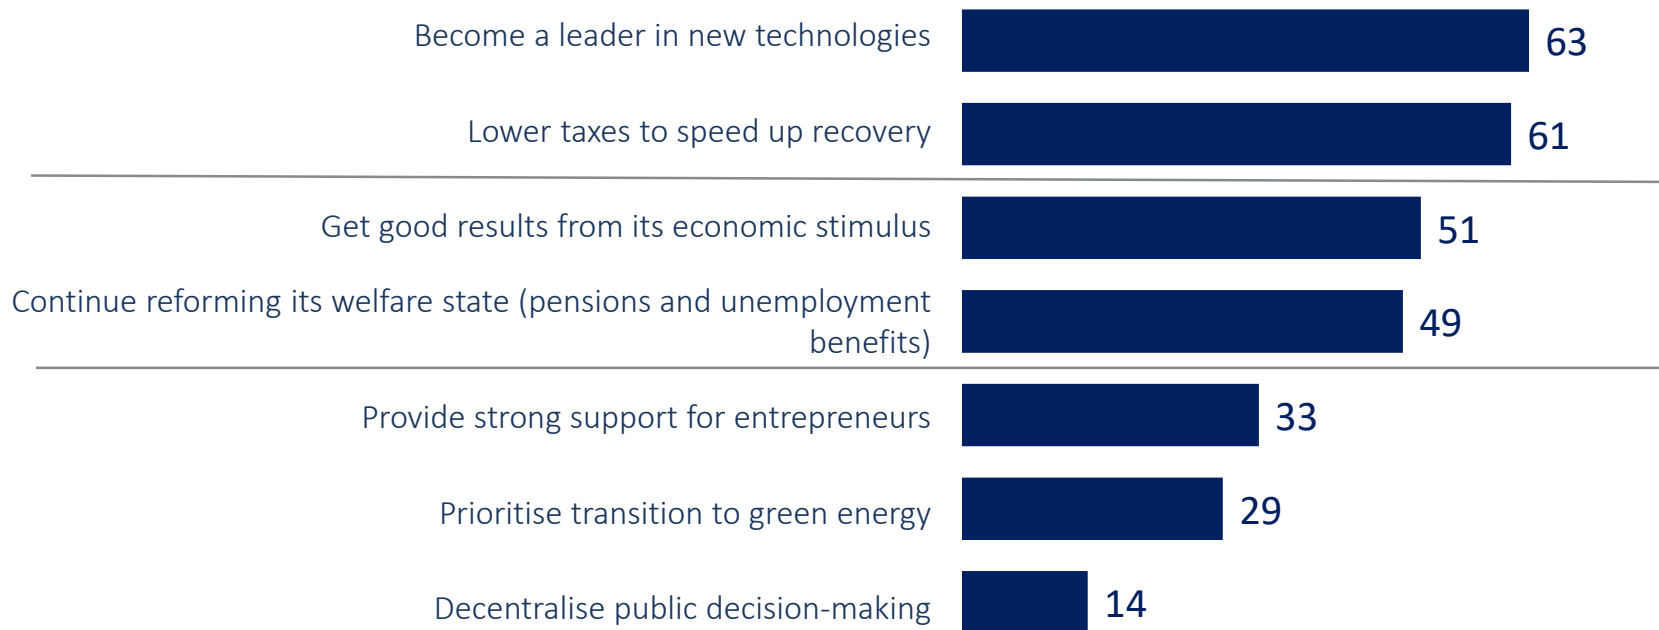 Become a leader in new technologies 63
Lower taxes to speed up recovery 61
Get good results from its economic stimulus 51
Continue reforming its welfare state (pensions and unemployment
benefits) 49
Provide strong support for entrepreneurs 33
Prioritise transition to green energy 29
Decentralise public decision-making 14